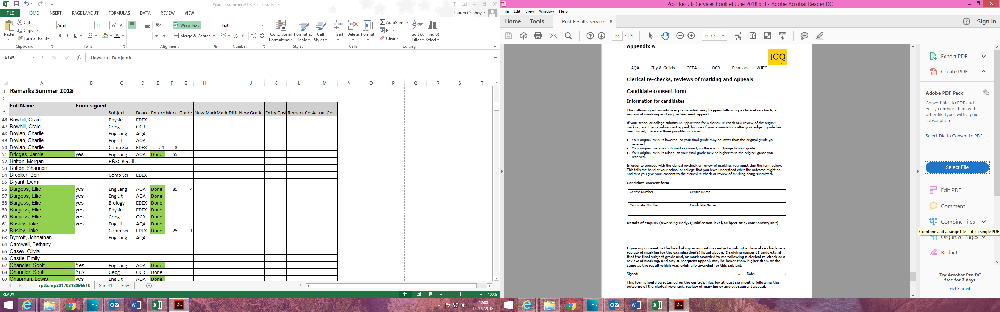 Year 11 Summer 2018 Post results - Excel
FILE HOME INSERT PAGE LAYOUT FORMULAS DATA REVIEW VIEW Lauren Conboy
Paste
Cut
Copy
Format Painter
Clipboard
Arial 11
B I U
Font
Wrap Text
Merge & Center
Alignment
Text
Number
Conditional Formatting
Format as Table
Cell Styles
Styles
Insert Delete Format
Cells
AutoSum
Fill
Clear
Sort & Filter
Find & Select
Editing
A145 fx Hayward, Benjamin
A B C D E F G H I J K L M N O P Q R S T
1 Remarks Summer 2018
2
3 Full Name Form signed Subject Board Entere Mark Grade New Mark Mark Diffe New Grade Entry Cost Remark Co Actual Cost
46 Bowhill, Craig Physics EDEX
47 Bowhill, Craig Geog OCR
48 Boylan, Charlie Eng Lang AQA
49 Boylan, Charlie Eng Lit AQA
50 Boylan, Charlie Comp Sci EDEX 51 3
51 Bridges, Jamie yes Eng Lang AQA Done 55 2
52 Britton, Morgan H&SC Recall
53 Britton, Shannon
54 Brooker, Ben Comb Sci EDEX
55 Bryant, Demi
56 Burgess, Ellie yes Eng Lang AQA Done 85 4
57 Burgess, Ellie yes Eng Lit AQA Done
58 Burgess, Ellie yes Biology EDEX Done
59 Burgess, Ellie yes Physics EDEX Done
60 Burgess, Ellie yes Geog OCR Done
61 Busley, Jake yes Eng Lit AQA Done
62 Busley, Jake Comp Sci EDEX Done 25 1
63 Bycroft, Johnathan Eng Lang AQA
64 Cardwell, Bethany
65 Casey, Olivia
66 Castle, Emily
67 Chandler, Scott Yes Eng Lang AQA Done
68 Chandler, Scott Yes Geog OCR Done
69 Chapman, Lewis yes Eng Lit AQA Done
rpttemp20170818095610 Sheet1 Fees
READY 100%
SIMS
12:08
06/09/2018
Post Results Services Booklet June 2018.pdf - Adobe Acrobat Reader DC
File Edit View Window Help
Home Tools Post Results Service... × Sign In
22 / 23 66.7%
Appendix A
JCQ
CIC
AQA City & Guilds CCEA OCR Pearson WJEC
Clerical re-checks, reviews of marking and Appeals
Candidate consent form
Information for candidates
The following information explains what may happen following a clerical re-check, a
review of marking and any subsequent appeal.
If your school or college submits an application for a clerical re-check or a review of the original
marking, and then a subsequent appeal, for one of your examinations after your subject grade has
been issued, there are three possible outcomes:
• Your original mark is lowered, so your final grade may be lower than the original grade you
received.
• Your original mark is confirmed as correct, so there is no change to your grade.
• Your original mark is raised, so your final grade may be higher than the original grade you
received.
In order to proceed with the clerical re-check or review of marking, you must sign the form below.
This tells the head of your school or college that you have understood what the outcome might be,
and that you give your consent to the clerical re-check or review of marking being submitted.
Candidate consent form
Centre Number Centre Name
Candidate Number Candidate Name
Details of enquiry (Awarding Body, Qualification level, Subject title, component/unit)
I give my consent to the head of my examination centre to submit a clerical re-check or a
review of marking for the examination(s) listed above. In giving consent I understand
that the final subject grade and/or mark awarded to me following a clerical re-check or a
review of marking, and any subsequent appeal, may be lower than, higher than, or the
same as the result which was originally awarded for this subject.
Signed: ........ Date: ........
This form should be retained on the centre's files for at least six months following the
outcome of the clerical re-check, review of marking or any subsequent appeal.
Export PDF
Create PDF
Adobe PDF Pack
Convert files to PDF and
easily combine them with
other file types with a paid
subscription
Select File to Convert to PDF
Select File
Edit PDF
Comment
Combine Files
Combine and arrange files into a single PDF
Organize Pages
Redact
Try Acrobat Pro DC
free for 7 days
Get Started
SIMS